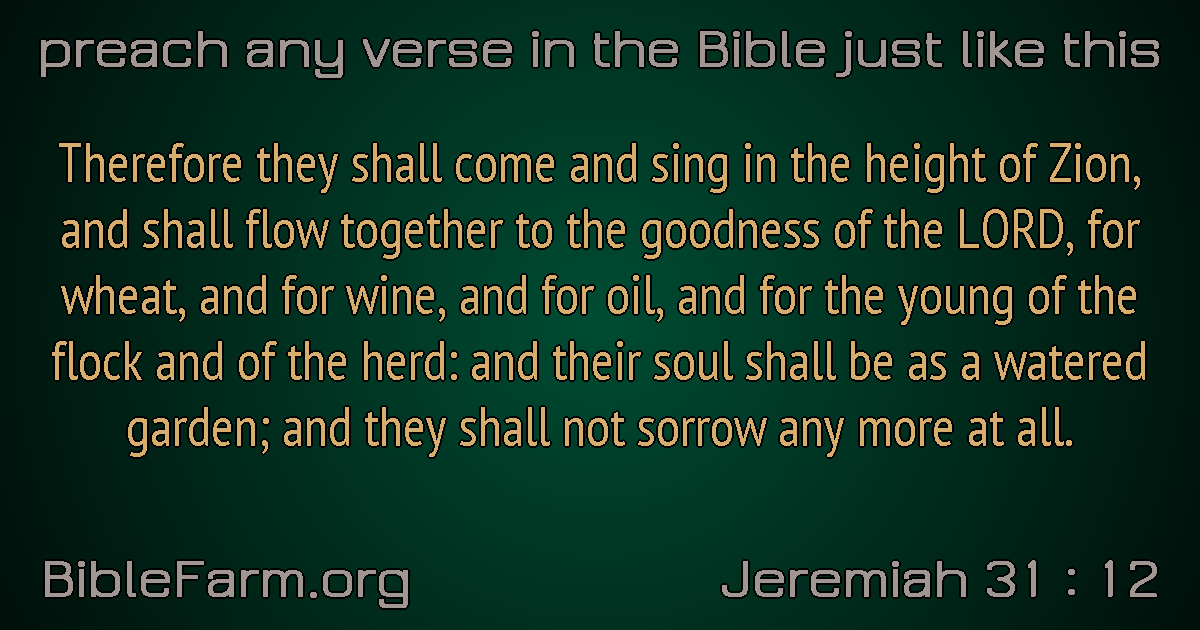 preach any verse in the Bible just like this
Therefore they shall come and sing in the height of Zion,
and shall flow together to the goodness of the LORD, for
wheat, and for wine, and for oil, and for the young of the
flock and of the herd: and their soul shall be as a watered
garden; and they shall not sorrow any more at all.
BibleFarm.org
Jeremiah 31 : 12